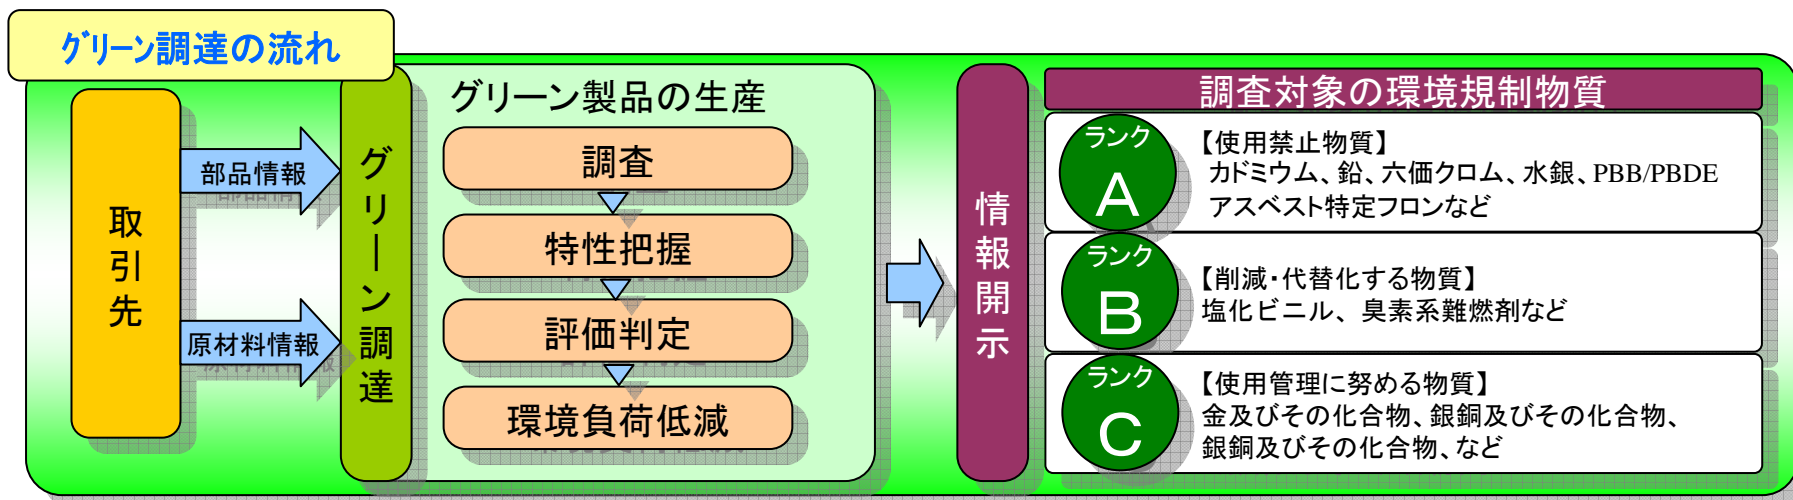 グリーン調達の流れ
取引先
部品情報
原材料情報
グリーン調達
グリーン製品の生産
調査
特性把握
評価判定
環境負荷低減
情報開示
調査対象の環境規制物質
ランク
A
【使用禁止物質】
カドミウム、鉛、六価クロム、水銀、PBB/PBDE
アスベスト特定フロンなど
ランク
B
【削減・代替化する物質】
塩化ビニル、臭素系難燃剤など
ランク
C
【使用管理に努める物質】
金及びその化合物、銀銅及びその化合物、
銀銅及びその化合物、など